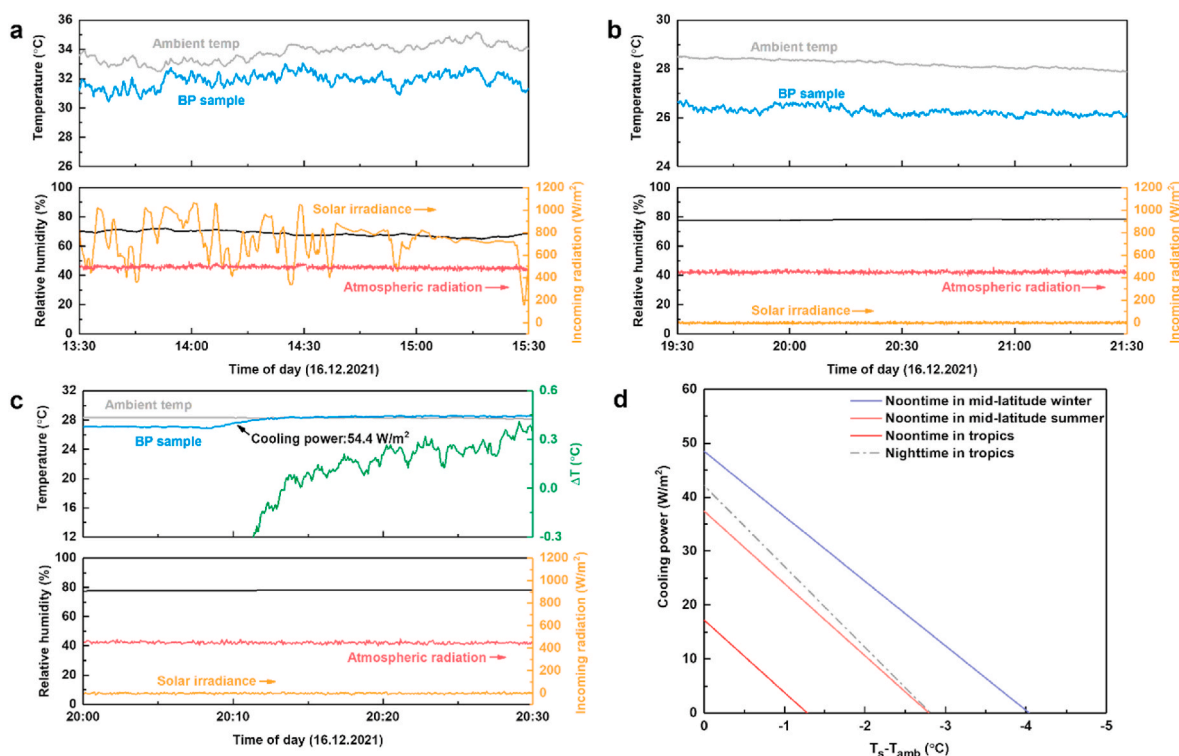 a
36
34
32
30
28
26
Temperature (°C)
Ambient temp
BP sample
100
80
60
40
20
0
Relative humidity (%)
1200
1000
800
600
400
200
0
Incoming radiation (W/m²)
Solar irradiance
Atmospheric radiation
13:30 14:00 14:30 15:00 15:30
Time of day (16.12.2021)
b
30
28
26
24
Temperature (°C)
Ambient temp
BP sample
100
80
60
40
20
0
Relative humidity (%)
1200
1000
800
600
400
200
0
Incoming radiation (W/m²)
Atmospheric radiation
Solar irradiance
19:30 20:00 20:30 21:00 21:30
Time of day (16.12.2021)
c
32
28
24
20
16
12
Temperature (°C)
0.6
0.3
0.0
-0.3
ΔT (°C)
Ambient temp
BP sample
Cooling power:54.4 W/m²
100
80
60
40
20
0
Relative humidity (%)
1200
1000
800
600
400
200
0
Incoming radiation (W/m²)
Atmospheric radiation
Solar irradiance
20:00 20:10 20:20 20:30
Time of day (16.12.2021)
d
60
50
40
30
20
10
0
Cooling power (W/m²)
Noontime in mid-latitude winter
Noontime in mid-latitude summer
Noontime in tropics
Nighttime in tropics
0 -1 -2 -3 -4 -5
Tₛ-Tamb (°C)